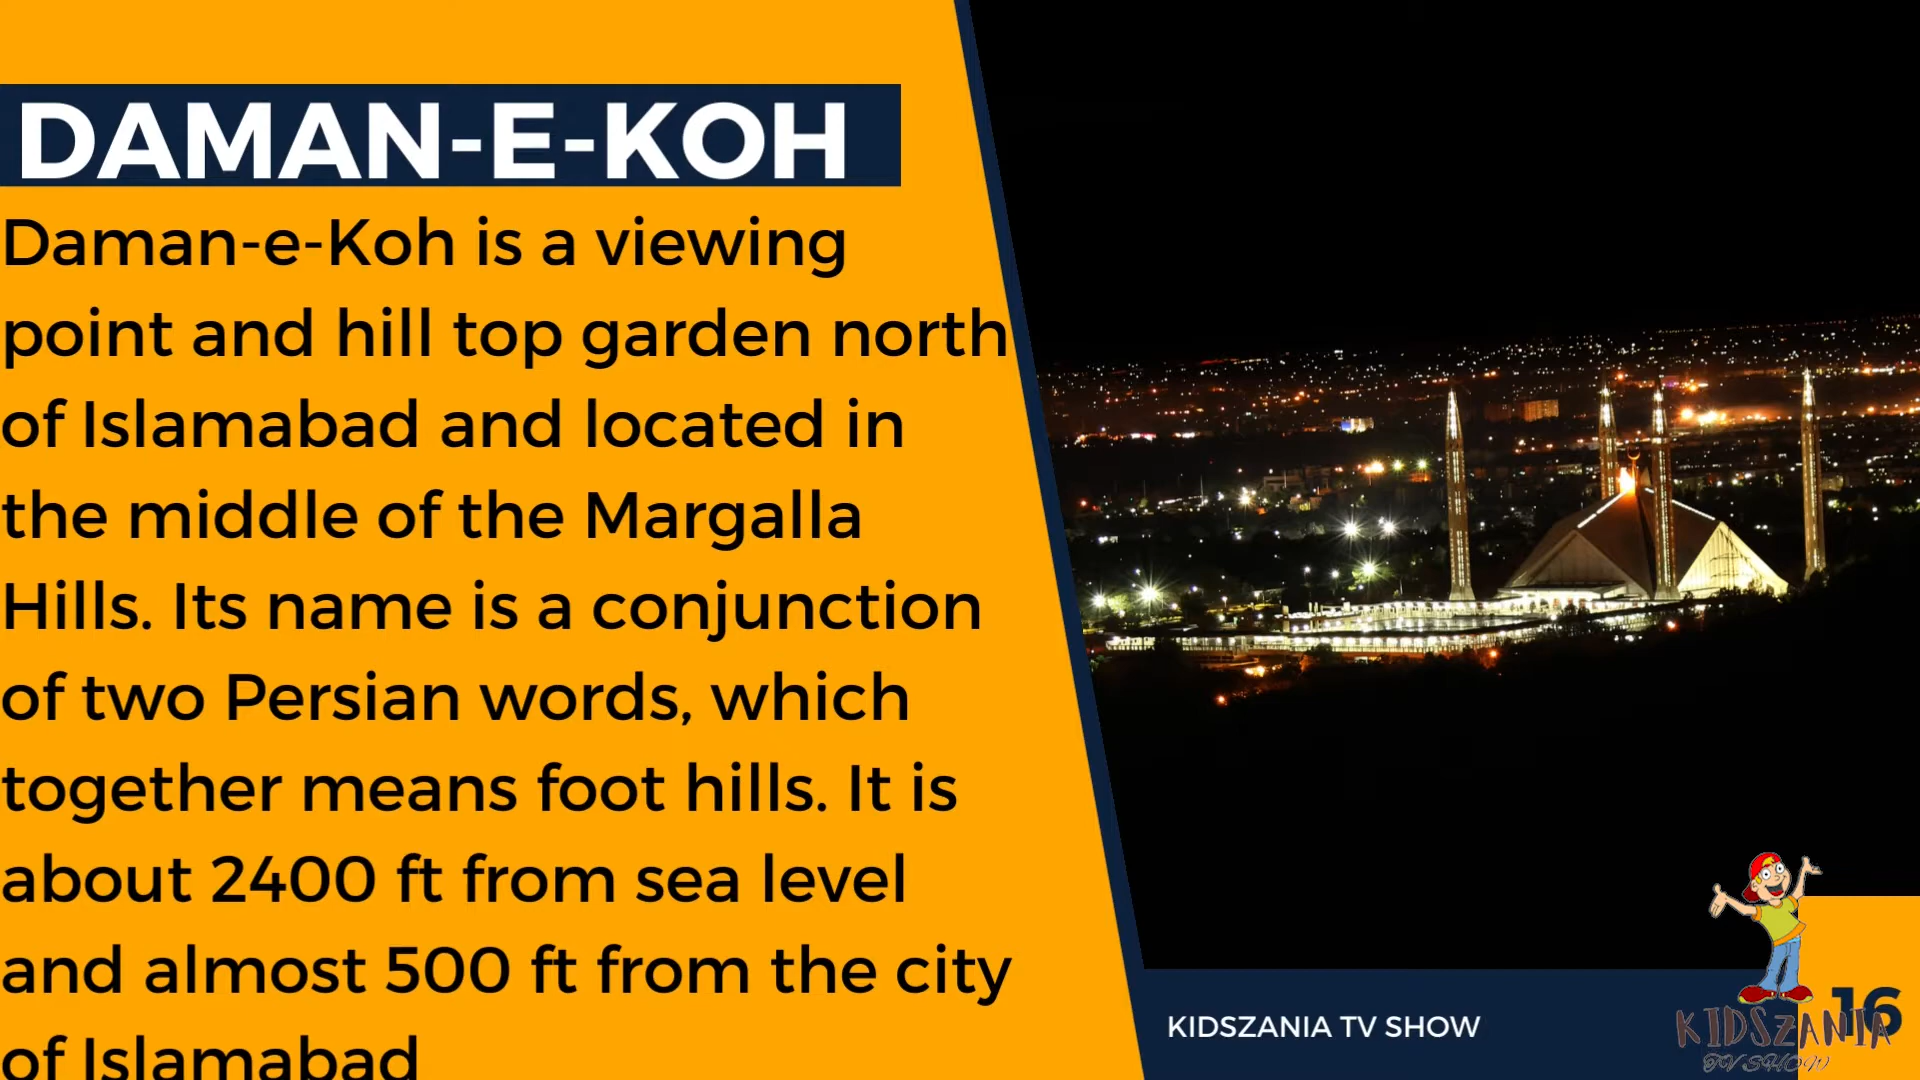 DAMAN-E-KOH
Daman-e-Koh is a viewing
point and hill top garden north
of Islamabad and located in
the middle of the Margalla
Hills. Its name is a conjunction
of two Persian words, which
together means foot hills. It is
about 2400 ft from sea level
and almost 500 ft from the city
of Islamabad
KIDSZANIA TV SHOW
16
KIDSZANIA
TV SHOW